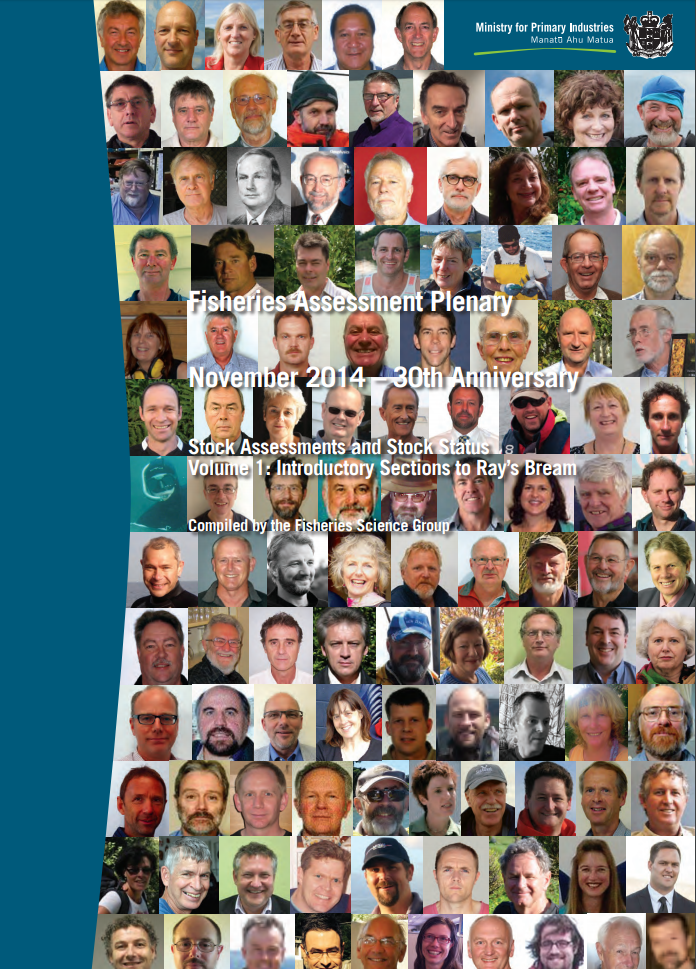 Ministry for Primary Industries
Manatū Ahu Matua
Fisheries Assessment Plenary
November 2014 – 30th Anniversary
Stock Assessments and Stock Status
Volume 1: Introductory Sections to Ray's Bream
Compiled by the Fisheries Science Group